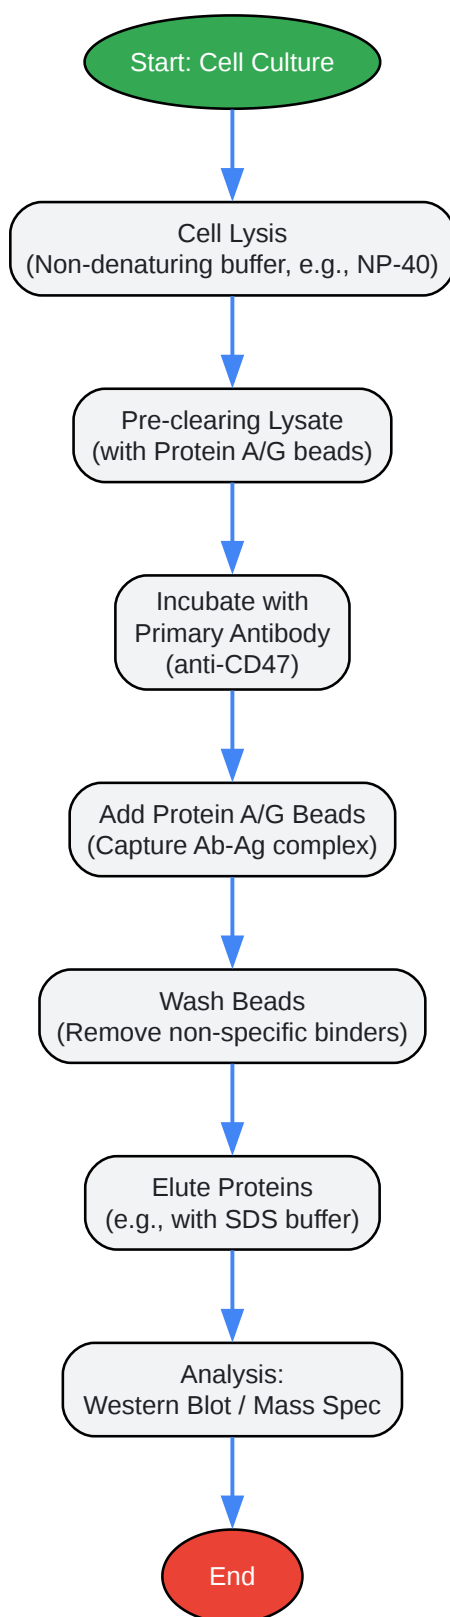 Start: Cell Culture
Cell Lysis
(Non-denaturing buffer, e.g., NP-40)
Pre-clearing Lysate
(with Protein A/G beads)
Incubate with
Primary Antibody
(anti-CD47)
Add Protein A/G Beads
(Capture Ab-Ag complex)
Wash Beads
(Remove non-specific binders)
Elute Proteins
(e.g., with SDS buffer)
Analysis:
Western Blot / Mass Spec
End